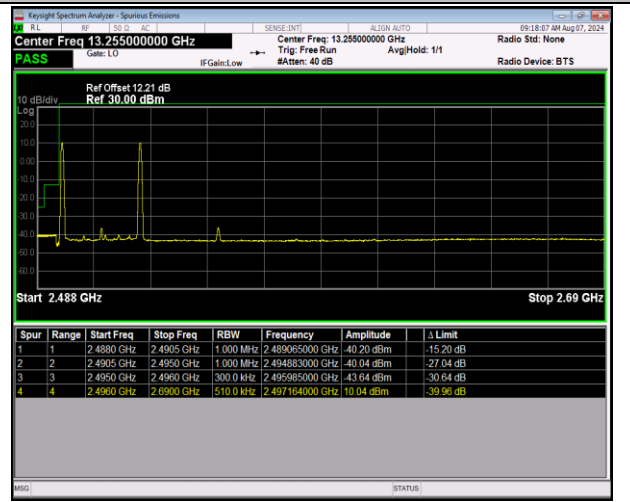 Keysight Spectrum Analyzer - Spurious Emissions
RL RF 50 Ω AC SENSE:INT ALIGN AUTO 09:18:07 AM Aug 07, 2024
Center Freq 13.255000000 GHz Center Freq: 13.255000000 GHz Radio Std: None
Gate: LO Trig: Free Run Avg|Hold: 1/1
PASS IFGain:Low #Atten: 40 dB Radio Device: BTS
Ref Offset 12.21 dB
10 dB/div Ref 30.00 dBm
Log
20.0
10.0
0.00
-10.0
-20.0
-30.0
-40.0
-50.0
-60.0
Start 2.488 GHz Stop 2.69 GHz
Spur Range Start Freq Stop Freq RBW Frequency Amplitude Δ Limit
1 1 2.4880 GHz 2.4905 GHz 1.000 MHz 2.489065000 GHz -40.20 dBm -15.20 dB
2 2 2.4905 GHz 2.4950 GHz 1.000 MHz 2.494883000 GHz -40.04 dBm -27.04 dB
3 3 2.4950 GHz 2.4960 GHz 300.0 kHz 2.495985000 GHz -43.64 dBm -30.64 dB
4 4 2.4960 GHz 2.6900 GHz 510.0 kHz 2.497164000 GHz 10.04 dBm -39.96 dB
MSG STATUS